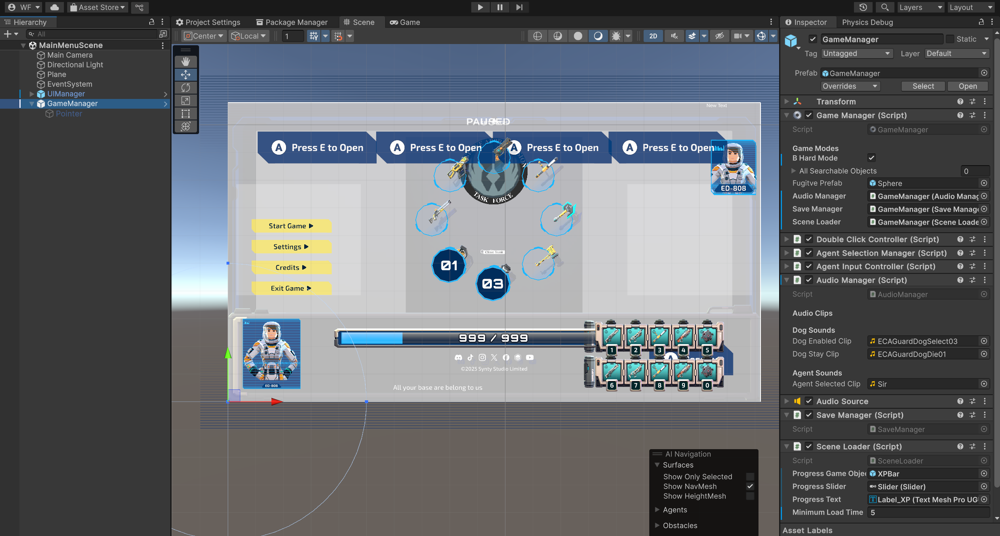 WF
Asset Store
Layers
Layout
Hierarchy
All
MainMenuScene
Main Camera
Directional Light
Plane
EventSystem
UIManager
GameManager
Pointer
Project Settings
Package Manager
Scene
Game
Center
Local
1
2D
New Text
PAUSED
A Press E to Open
A Press E to Open
A Press E to Open
A Press E to Open
ED-808
TASK FORCE
Start Game
Settings
Credits
Exit Game
Close Trunk
01
03
999 / 999
1 2 3 4 5
6 7 8 9 0
ED-808
©2025 Synty Studio Limited
All your base are belong to us
AI Navigation
Surfaces
Show Only Selected
Show NavMesh
Show HeightMesh
Agents
Obstacles
Inspector
Physics Debug
GameManager
Static
Tag Untagged
Layer Default
Prefab GameManager
Overrides
Select
Open
Transform
Game Manager (Script)
Script GameManager
Game Modes
B Hard Mode
All Searchable Objects 0
Fugitve Prefab Sphere
Audio Manager GameManager (Audio Manag
Save Manager GameManager (Save Manage
Scene Loader GameManager (Scene Loade
Double Click Controller (Script)
Agent Selection Manager (Script)
Agent Input Controller (Script)
Audio Manager (Script)
Script AudioManager
Audio Clips
Dog Sounds
Dog Enabled Clip ECAGuardDogSelect03
Dog Stay Clip ECAGuardDogDie01
Agent Sounds
Agent Selected Clip Sir
Audio Source
Save Manager (Script)
Script SaveManager
Scene Loader (Script)
Script SceneLoader
Progress Game Objec XPBar
Progress Slider Slider (Slider)
Progress Text Label_XP (Text Mesh Pro UG
Minimum Load Time 5
Asset Labels